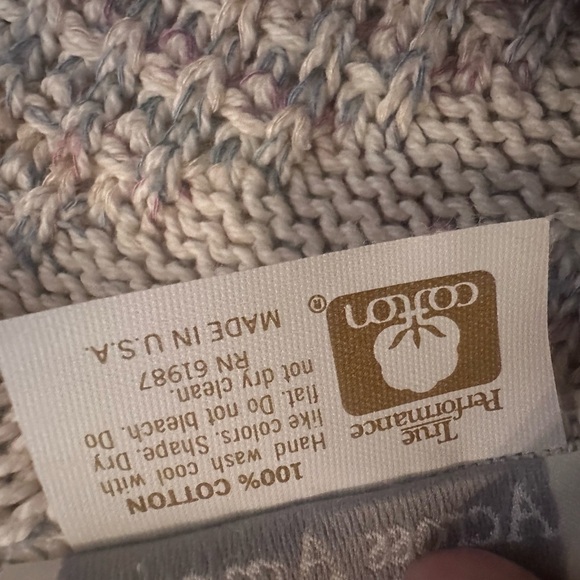 True
Performance
cotton ®
100% COTTON
Hand wash cool with
like colors. Shape. Dry
flat. Do not bleach. Do
not dry clean.
RN 61987
MADE IN U.S.A.